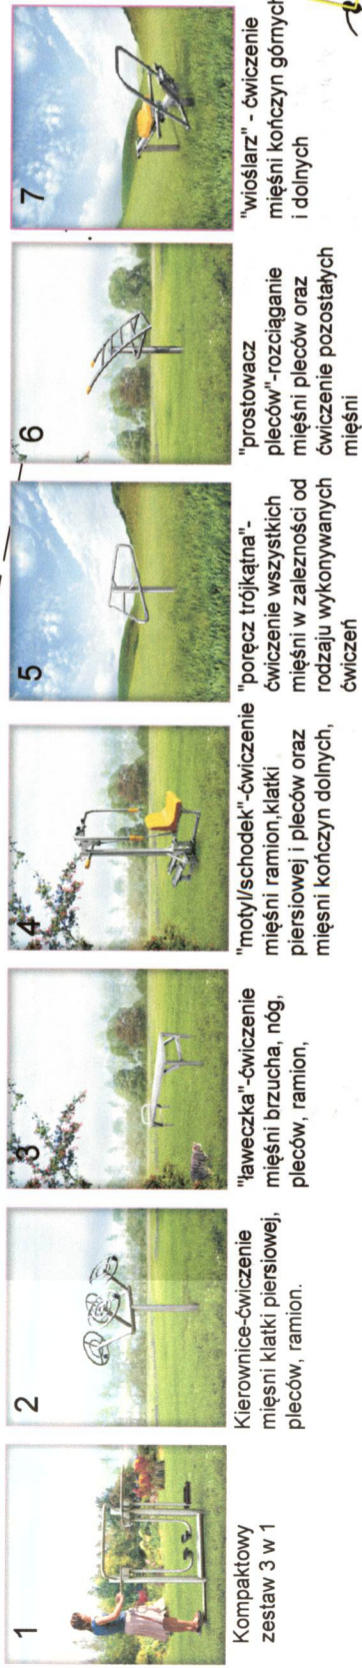 1
Kompaktowy
zestaw 3 w 1
2
Kierownice-ćwiczenie
mięsni klatki piersiowej,
pleców, ramion.
3
"ławeczka"-ćwiczenie
mięśni brzucha, nóg,
pleców, ramion,
4
"motyl/schodek"-ćwiczenie
mięśni ramion,klatki
piersiowej i pleców oraz
mięsni kończyn dolnych,
5
"poręcz trójkątna"-
ćwiczenie wszystkich
mięśni w zalezności od
rodzaju wykonywanych
ćwiczeń
6
"prostowacz
pleców"-rozciąganie
mięśni pleców oraz
ćwiczenie pozostałych
mięśni
7
"wioślarz" - ćwiczenie
mięśni kończyn górnych
i dolnych